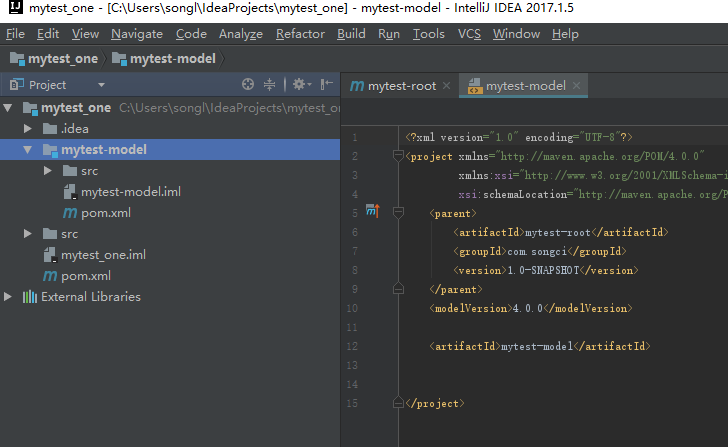 mytest_one - [C:\Users\songl\IdeaProjects\mytest_one] - mytest-model - IntelliJ IDEA 2017.1.5
File Edit View Navigate Code Analyze Refactor Build Run Tools VCS Window Help
mytest_one mytest-model
Project
mytest-root mytest-model
mytest_one C:\Users\songl\IdeaProjects\mytest_on
.idea
mytest-model
src
mytest-model.iml
pom.xml
src
mytest_one.iml
pom.xml
External Libraries
1 <?xml version="1.0" encoding="UTF-8"?>
2 <project xmlns="http://maven.apache.org/POM/4.0.0"
3 xmlns:xsi="http://www.w3.org/2001/XMLSchema-i
4 xsi:schemaLocation="http://maven.apache.org/P
5 <parent>
6 <artifactId>mytest-root</artifactId>
7 <groupId>com.songci</groupId>
8 <version>1.0-SNAPSHOT</version>
9 </parent>
10 <modelVersion>4.0.0</modelVersion>
11
12 <artifactId>mytest-model</artifactId>
13
14
15 </project>